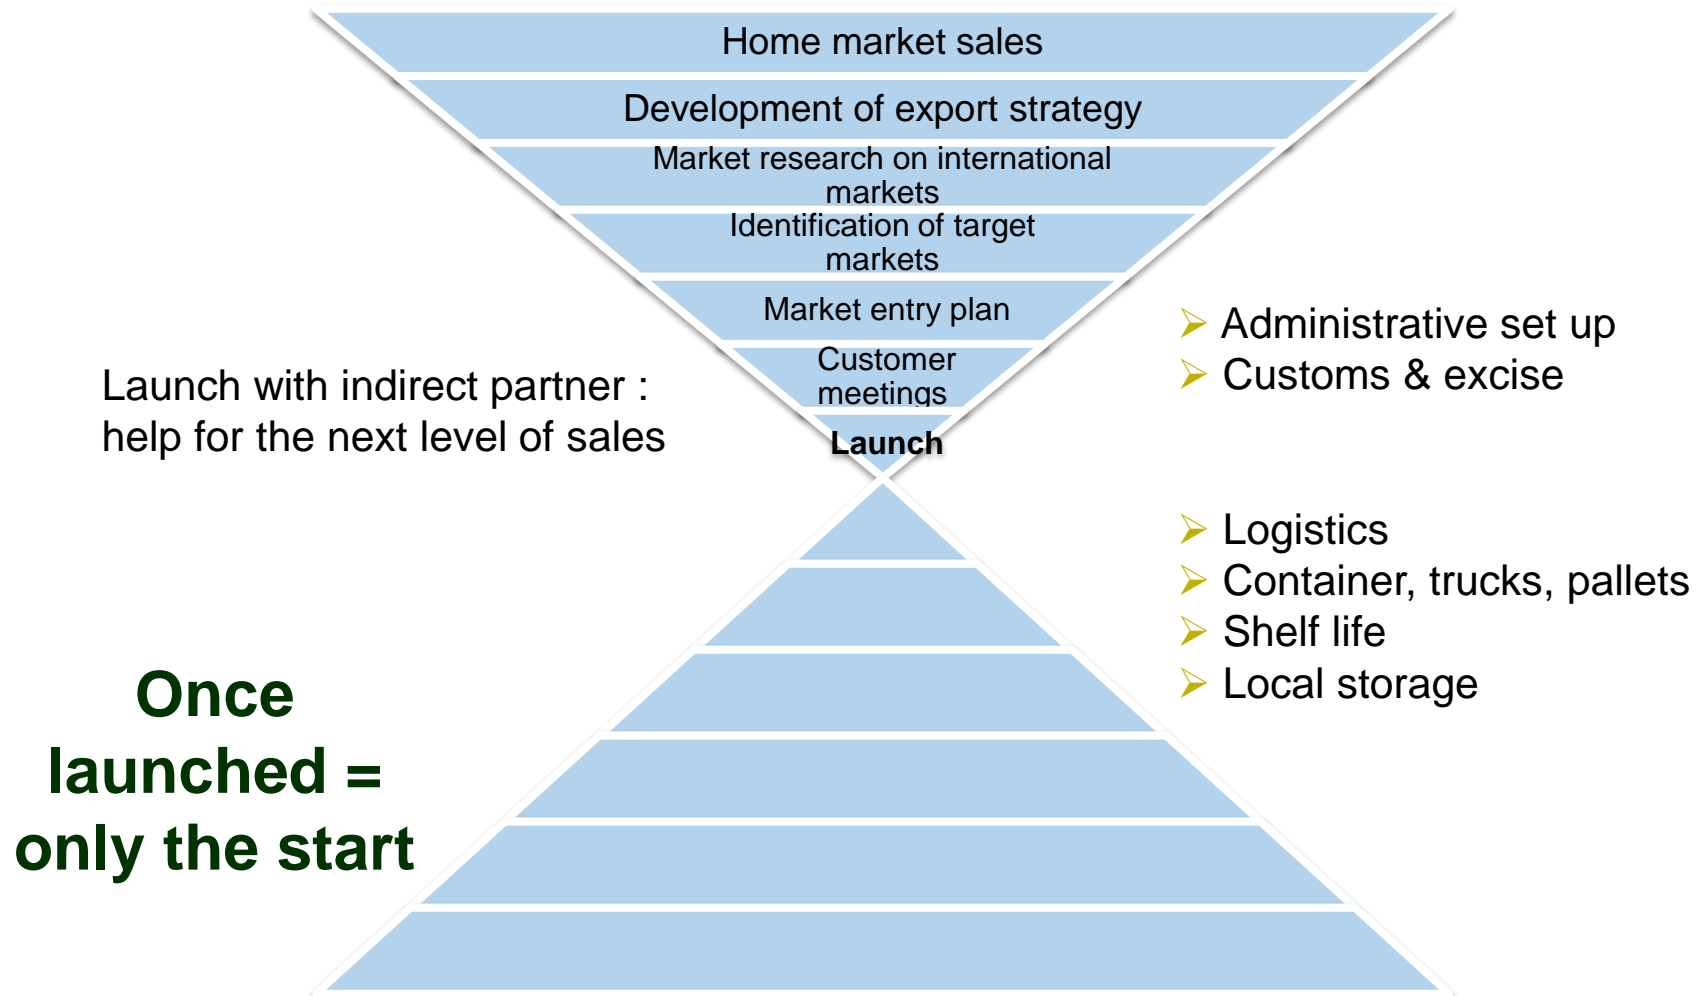 Home market sales
Development of export strategy
Market research on international
markets
Identification of target
markets
Market entry plan
Customer
meetings
Launch
Launch with indirect partner :
help for the next level of sales
➢ Administrative set up
➢ Customs & excise
➢ Logistics
➢ Container, trucks, pallets
➢ Shelf life
➢ Local storage
Once
launched =
only the start